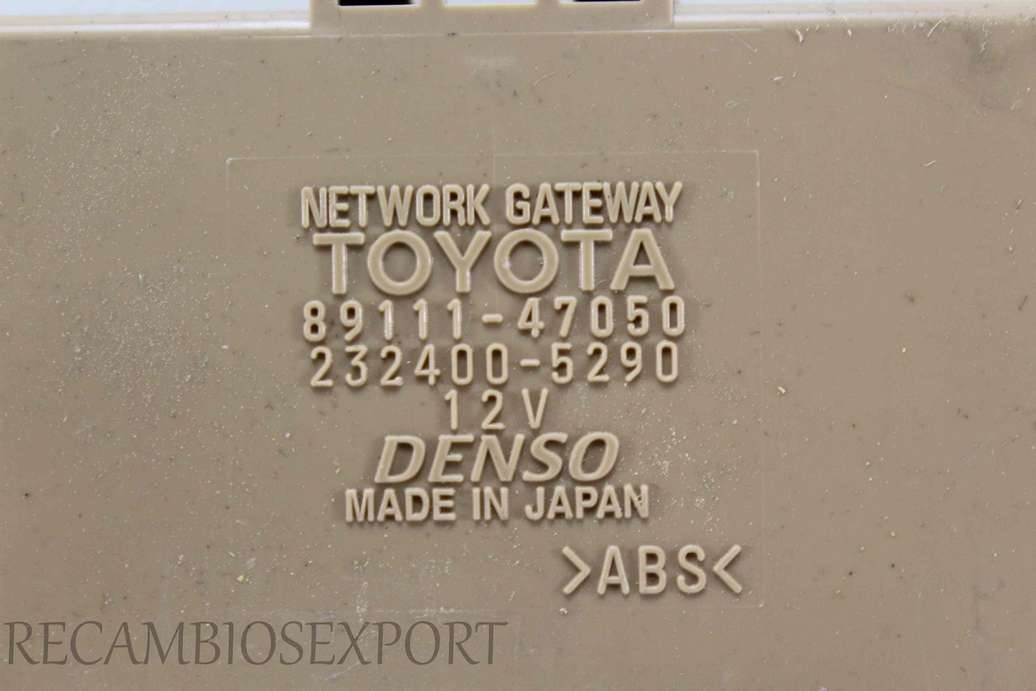 NETWORK GATEWAY
TOYOTA
89111-47050
232400-5290
12V
DENSO
MADE IN JAPAN
>ABS<
RECAMBIOSEXPORT